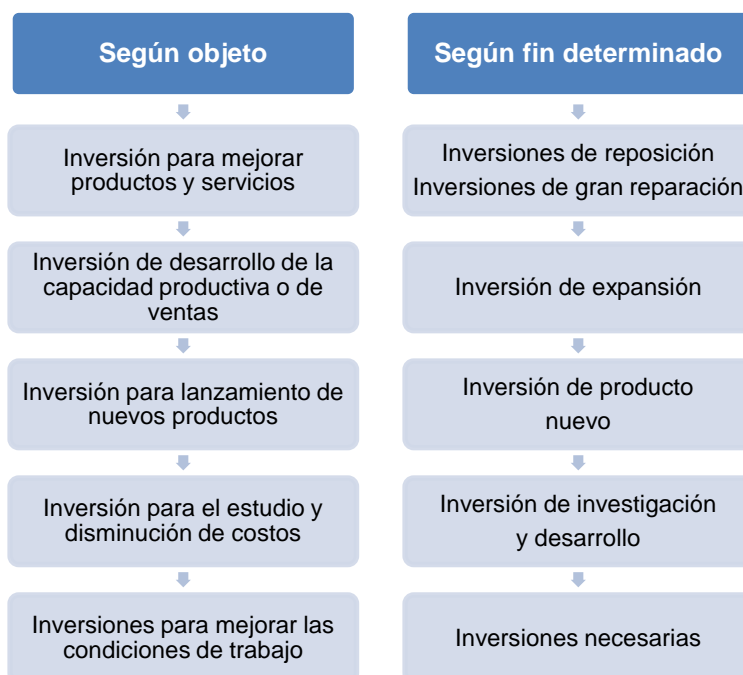 Según objeto
Inversión para mejorar
productos y servicios
Inversión de desarrollo de la
capacidad productiva o de
ventas
Inversión para lanzamiento de
nuevos productos
Inversión para el estudio y
disminución de costos
Inversiones para mejorar las
condiciones de trabajo
Según fin determinado
Inversiones de reposición
Inversiones de gran reparación
Inversión de expansión
Inversión de producto
nuevo
Inversión de investigación
y desarrollo
Inversiones necesarias